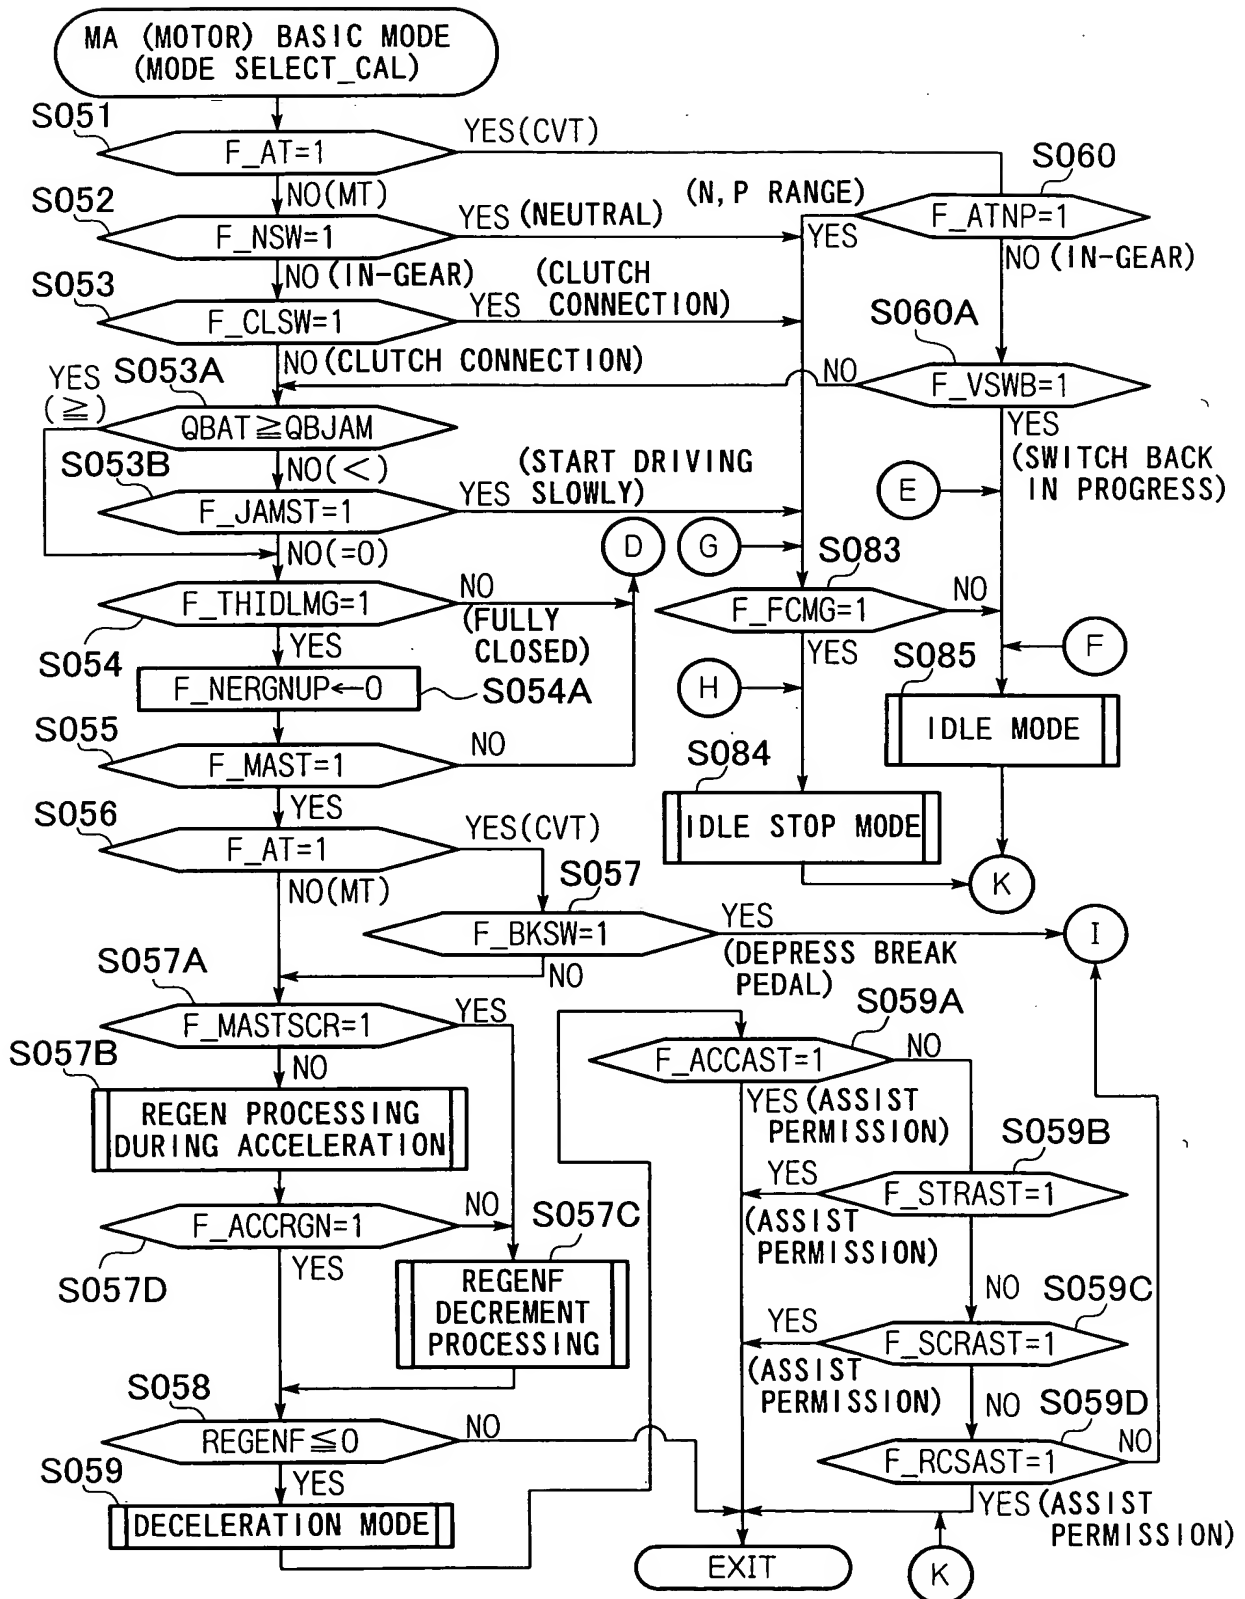 MA (MOTOR) BASIC MODE
(MODE SELECT_CAL)
S051
F_AT=1
YES(CVT)
NO(MT)
S060
F_ATNP=1
(N, P RANGE)
YES
NO (IN-GEAR)
S052
F_NSW=1
YES (NEUTRAL)
NO (IN-GEAR)
S053
F_CLSW=1
YES (CLUTCH
CONNECTION)
NO (CLUTCH CONNECTION)
S060A
F_VSWB=1
NO
YES
(SWITCH BACK
IN PROGRESS)
S053A
YES
(≧)
QBAT≧QBJAM
NO(<)
S053B
F_JAMST=1
YES (START DRIVING
SLOWLY)
NO(=0)
E
D
G
S083
F_FCMG=1
NO
YES
F_THIDLMG=1
NO
(FULLY
CLOSED)
YES
S054
F_NERGNUP←0
S054A
H
F
S085
IDLE MODE
S055
F_MAST=1
NO
YES
S084
IDLE STOP MODE
S056
F_AT=1
YES(CVT)
NO(MT)
K
S057
F_BKSW=1
YES
(DEPRESS BREAK
PEDAL)
NO
I
S057A
F_MASTSCR=1
YES
NO
S059A
F_ACCAST=1
NO
YES (ASSIST
PERMISSION)
S057B
REGEN PROCESSING
DURING ACCELERATION
S059B
F_STRAST=1
YES
(ASSIST
PERMISSION)
NO
F_ACCRGN=1
NO
YES
S057D
S057C
REGENF
DECREMENT
PROCESSING
S059C
F_SCRAST=1
YES
(ASSIST
PERMISSION)
NO
S058
REGENF≦0
NO
YES
S059D
F_RCSAST=1
NO
YES (ASSIST
PERMISSION)
S059
DECELERATION MODE
EXIT
K